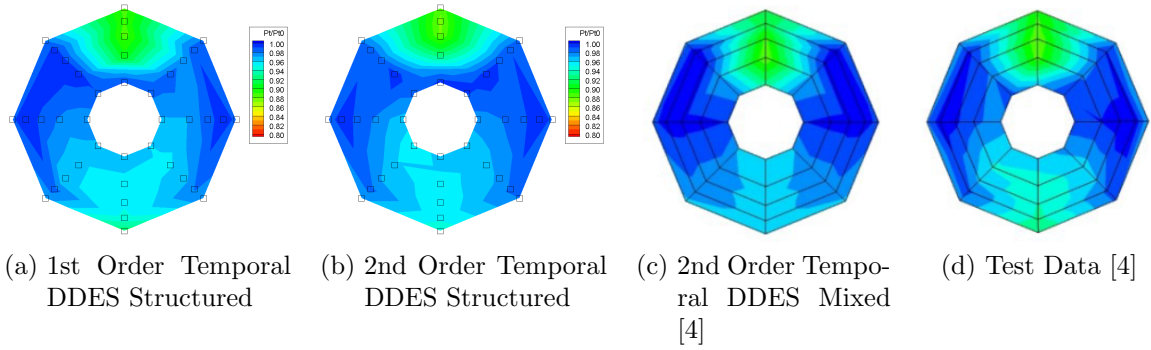 Pt/Pt0
1.00
0.98
0.96
0.94
0.92
0.90
0.88
0.86
0.84
0.82
0.80
Pt/Pt0
1.00
0.98
0.96
0.94
0.92
0.90
0.88
0.86
0.84
0.82
0.80
(a) 1st Order Temporal
DDES Structured
(b) 2nd Order Temporal
DDES Structured
(c) 2nd Order Tempo-
ral DDES Mixed
[4]
(d) Test Data [4]